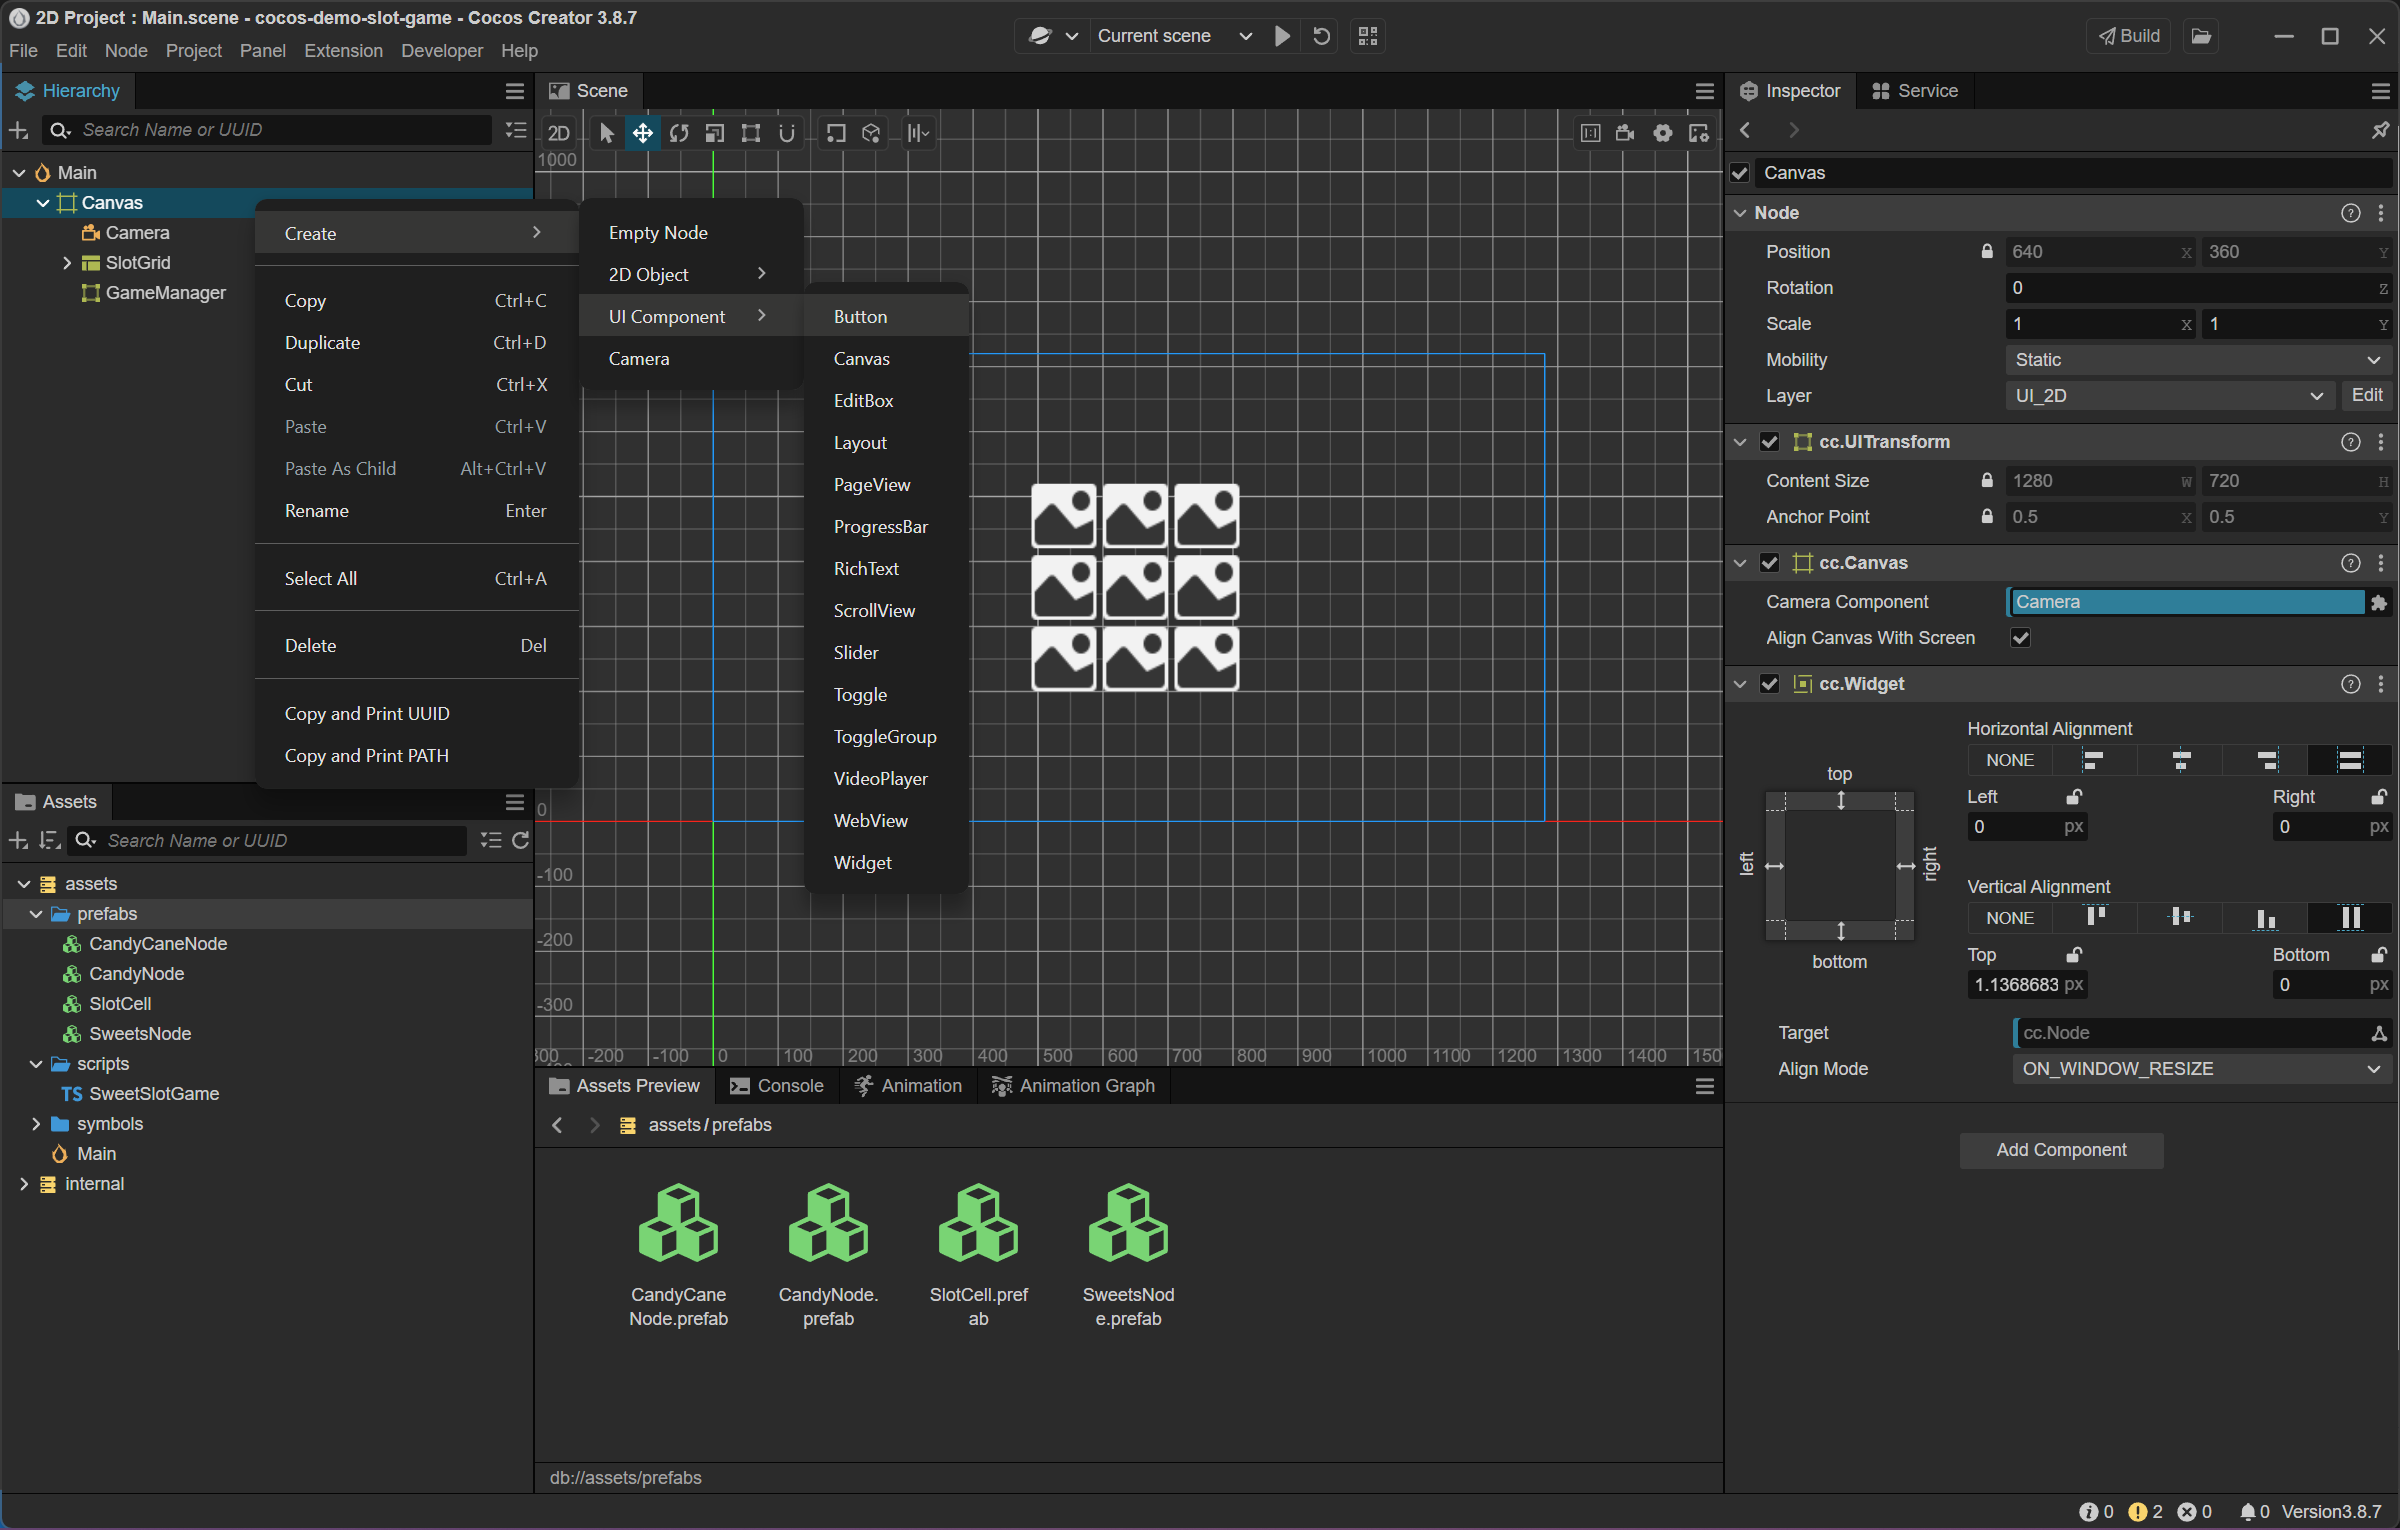 2D Project : Main.scene - cocos-demo-slot-game - Cocos Creator 3.8.7
File Edit Node Project Panel Extension Developer Help
Current scene
Build
Hierarchy
Search Name or UUID
Main
Canvas
Camera
SlotGrid
GameManager
Create
Copy Ctrl+C
Duplicate Ctrl+D
Cut Ctrl+X
Paste Ctrl+V
Paste As Child Alt+Ctrl+V
Rename Enter
Select All Ctrl+A
Delete Del
Copy and Print UUID
Copy and Print PATH
Empty Node
2D Object
UI Component
Camera
Button
Canvas
EditBox
Layout
PageView
ProgressBar
RichText
ScrollView
Slider
Toggle
ToggleGroup
VideoPlayer
WebView
Widget
Scene
2D
1000
0
-100
-200
-300
-200 -100 0 100 200 300 400 500 600 700 800 900 1000 1100 1200 1300 1400 150
Assets
Search Name or UUID
assets
prefabs
CandyCaneNode
CandyNode
SlotCell
SweetsNode
scripts
TS SweetSlotGame
symbols
Main
internal
Assets Preview Console Animation Animation Graph
assets / prefabs
CandyCane
Node.prefab
CandyNode.
prefab
SlotCell.pref
ab
SweetsNod
e.prefab
db://assets/prefabs
Inspector Service
Canvas
Node
Position 640 X 360 Y
Rotation 0 Z
Scale 1 X 1 Y
Mobility Static
Layer UI_2D Edit
cc.UITransform
Content Size 1280 W 720 H
Anchor Point 0.5 X 0.5 Y
cc.Canvas
Camera Component Camera
Align Canvas With Screen
cc.Widget
top
left
right
bottom
Horizontal Alignment
NONE
Left Right
0 px 0 px
Vertical Alignment
NONE
Top Bottom
1.1368683 px 0 px
Target cc.Node
Align Mode ON_WINDOW_RESIZE
Add Component
0 2 0 0 Version3.8.7